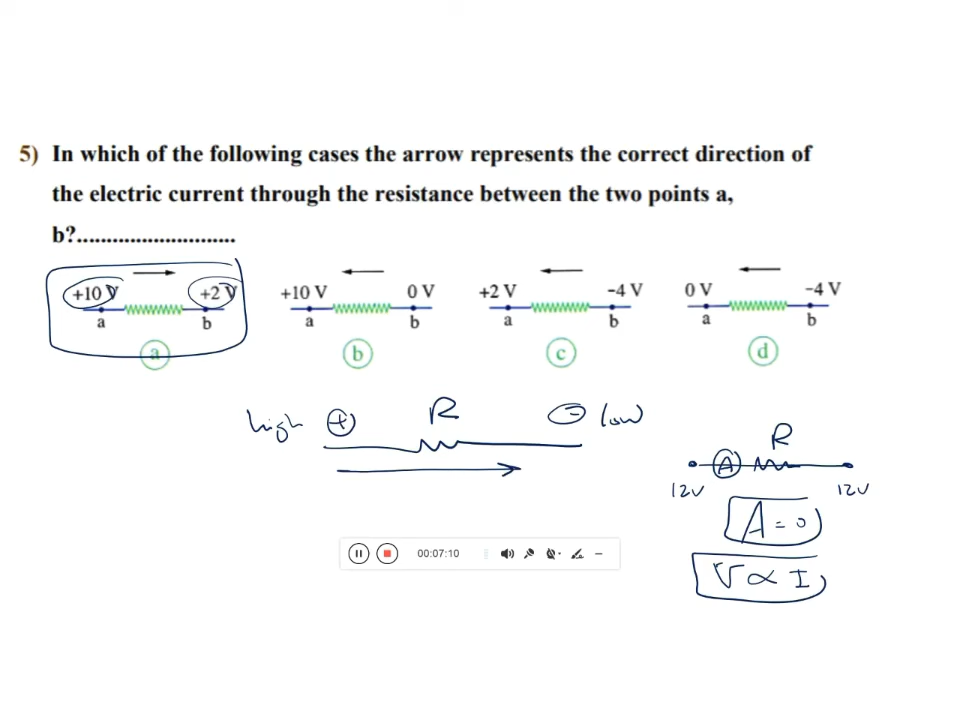 5) In which of the following cases the arrow represents the correct direction of
the electric current through the resistance between the two points a,
b?...........................
+10 V +2 V +10 V 0 V +2 V -4 V 0 V -4 V
a b a b a b a b
a b c d
high + R - low
R
A
12V 12V
A = 0
V ∝ I
00:07:10